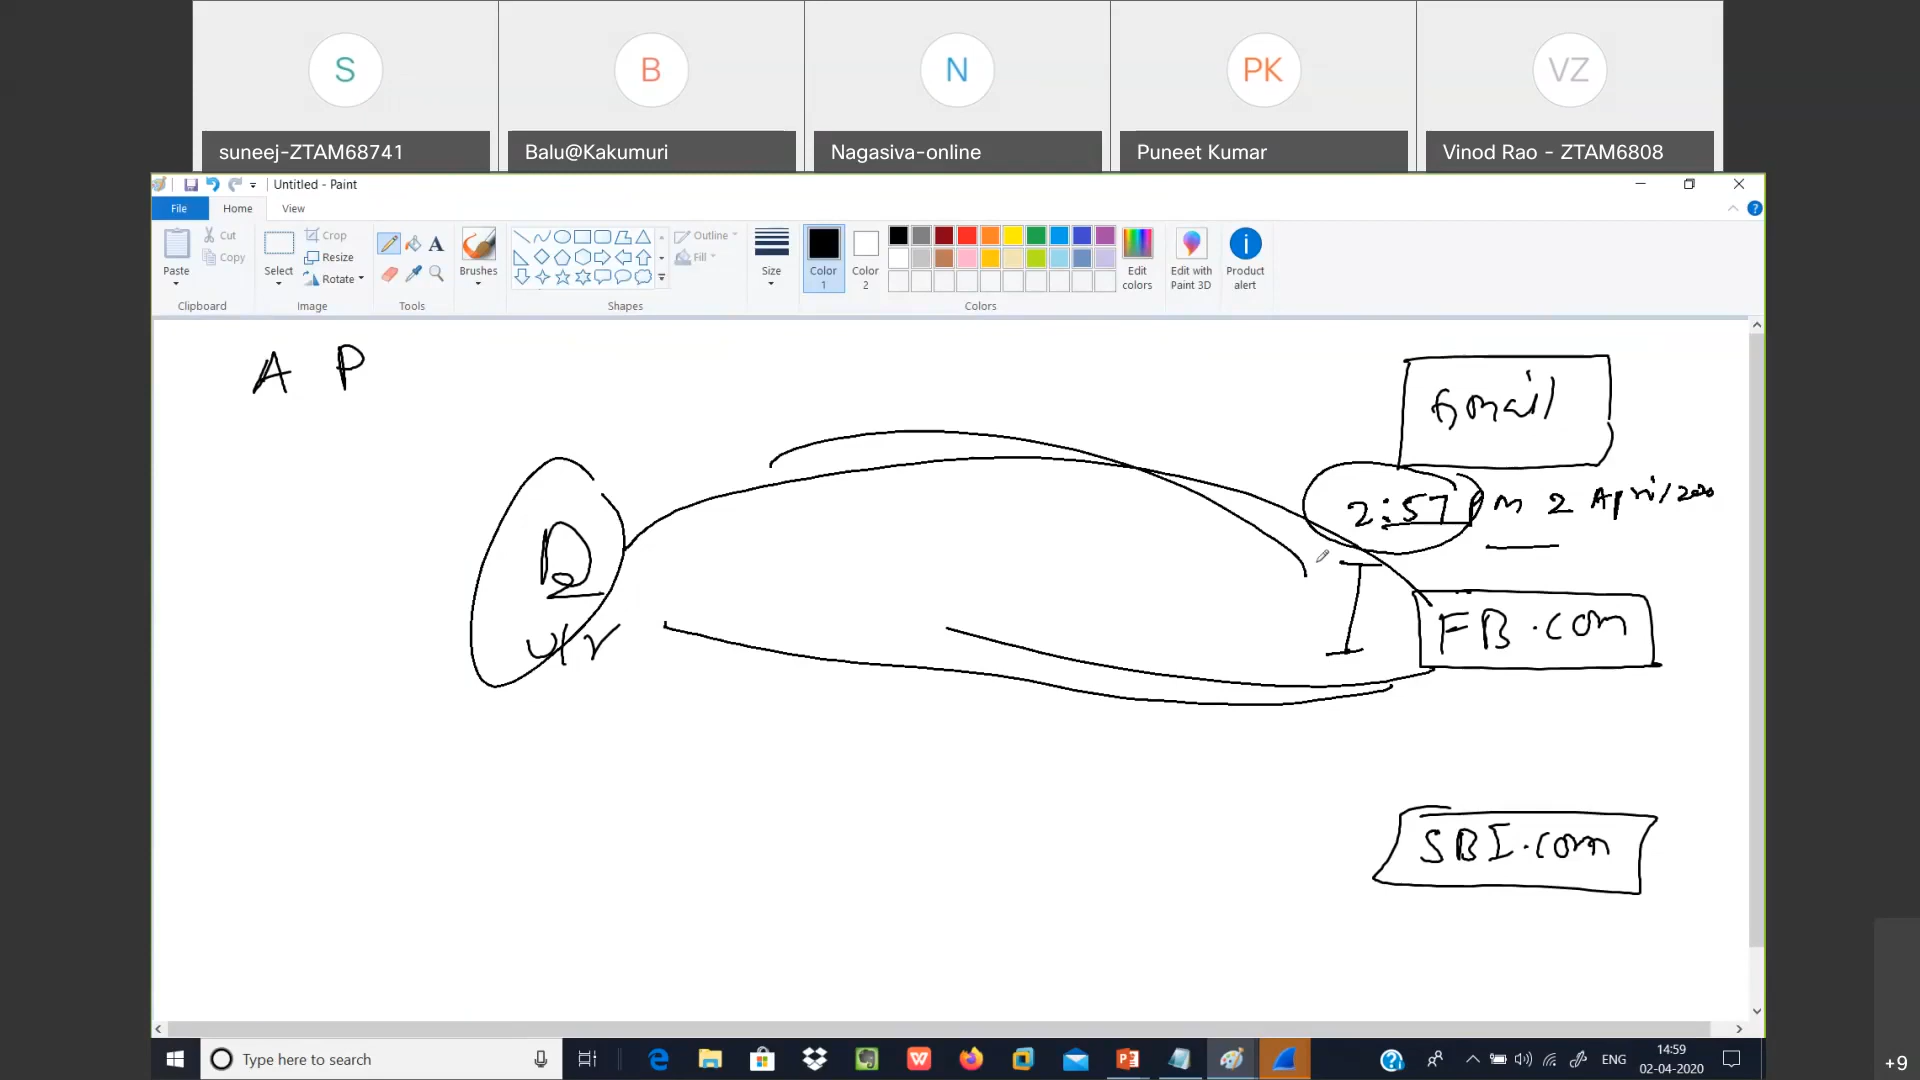 S
B
N
PK
VZ
suneej-ZTAM68741
Balu@Kakumuri
Nagasiva-online
Puneet Kumar
Vinod Rao - ZTAM6808
Untitled - Paint
File Home View
Paste
Cut
Copy
Clipboard
Select
Crop
Resize
Rotate
Image
A
Tools
Brushes
Outline
Fill
Shapes
Size
Color 1
Color 2
Edit colors
Colors
Edit with Paint 3D
Product alert
A P
Gmail
2:57 PM 2 April/2020
FB.com
SBI.com
Type here to search
ENG
14:59
02-04-2020
+9